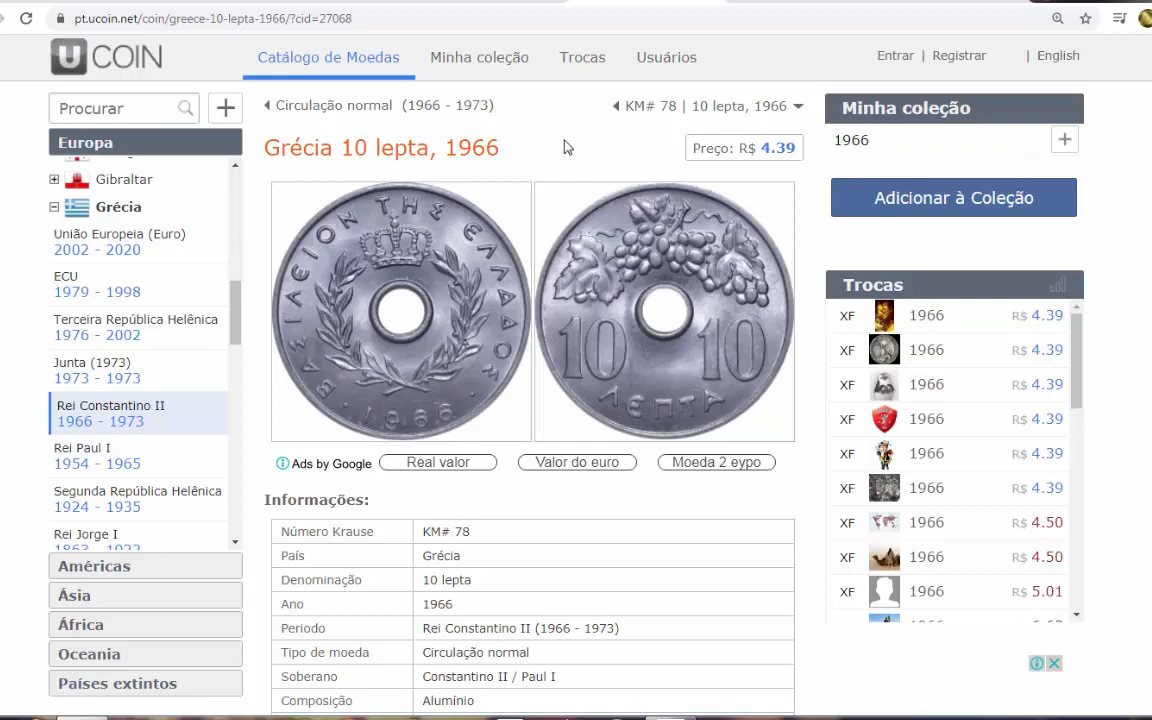 pt.ucoin.net/coin/greece-10-lepta-1966/?cid=27068
U COIN
Catálogo de Moedas
Minha coleção
Trocas
Usuários
Entrar | Registrar
| English
Procurar
+
Europa
Gibraltar
Grécia
União Europeia (Euro)
2002 - 2020
ECU
1979 - 1998
Terceira República Helênica
1976 - 2002
Junta (1973)
1973 - 1973
Rei Constantino II
1966 - 1973
Rei Paul I
1954 - 1965
Segunda República Helênica
1924 - 1935
Rei Jorge I
1863 - 1922
Américas
Ásia
África
Oceania
Países extintos
Circulação normal (1966 - 1973)
KM# 78 | 10 lepta, 1966
Grécia 10 lepta, 1966
Preço: R$ 4.39
ΒΑΣΙΛΕΙΟΝ ΤΗΣ ΕΛΛΑΔΟΣ
· 1966 ·
10 10
ΛΕΠΤΑ
Ads by Google
Real valor
Valor do euro
Moeda 2 eypo
Informações:
Número Krause KM# 78
País Grécia
Denominação 10 lepta
Ano 1966
Periodo Rei Constantino II (1966 - 1973)
Tipo de moeda Circulação normal
Soberano Constantino II / Paul I
Composição Alumínio
Minha coleção
1966 +
Adicionar à Coleção
Trocas
XF 1966 R$ 4.39
XF 1966 R$ 4.39
XF 1966 R$ 4.39
XF 1966 R$ 4.39
XF 1966 R$ 4.39
XF 1966 R$ 4.39
XF 1966 R$ 4.50
XF 1966 R$ 4.50
XF 1966 R$ 5.01